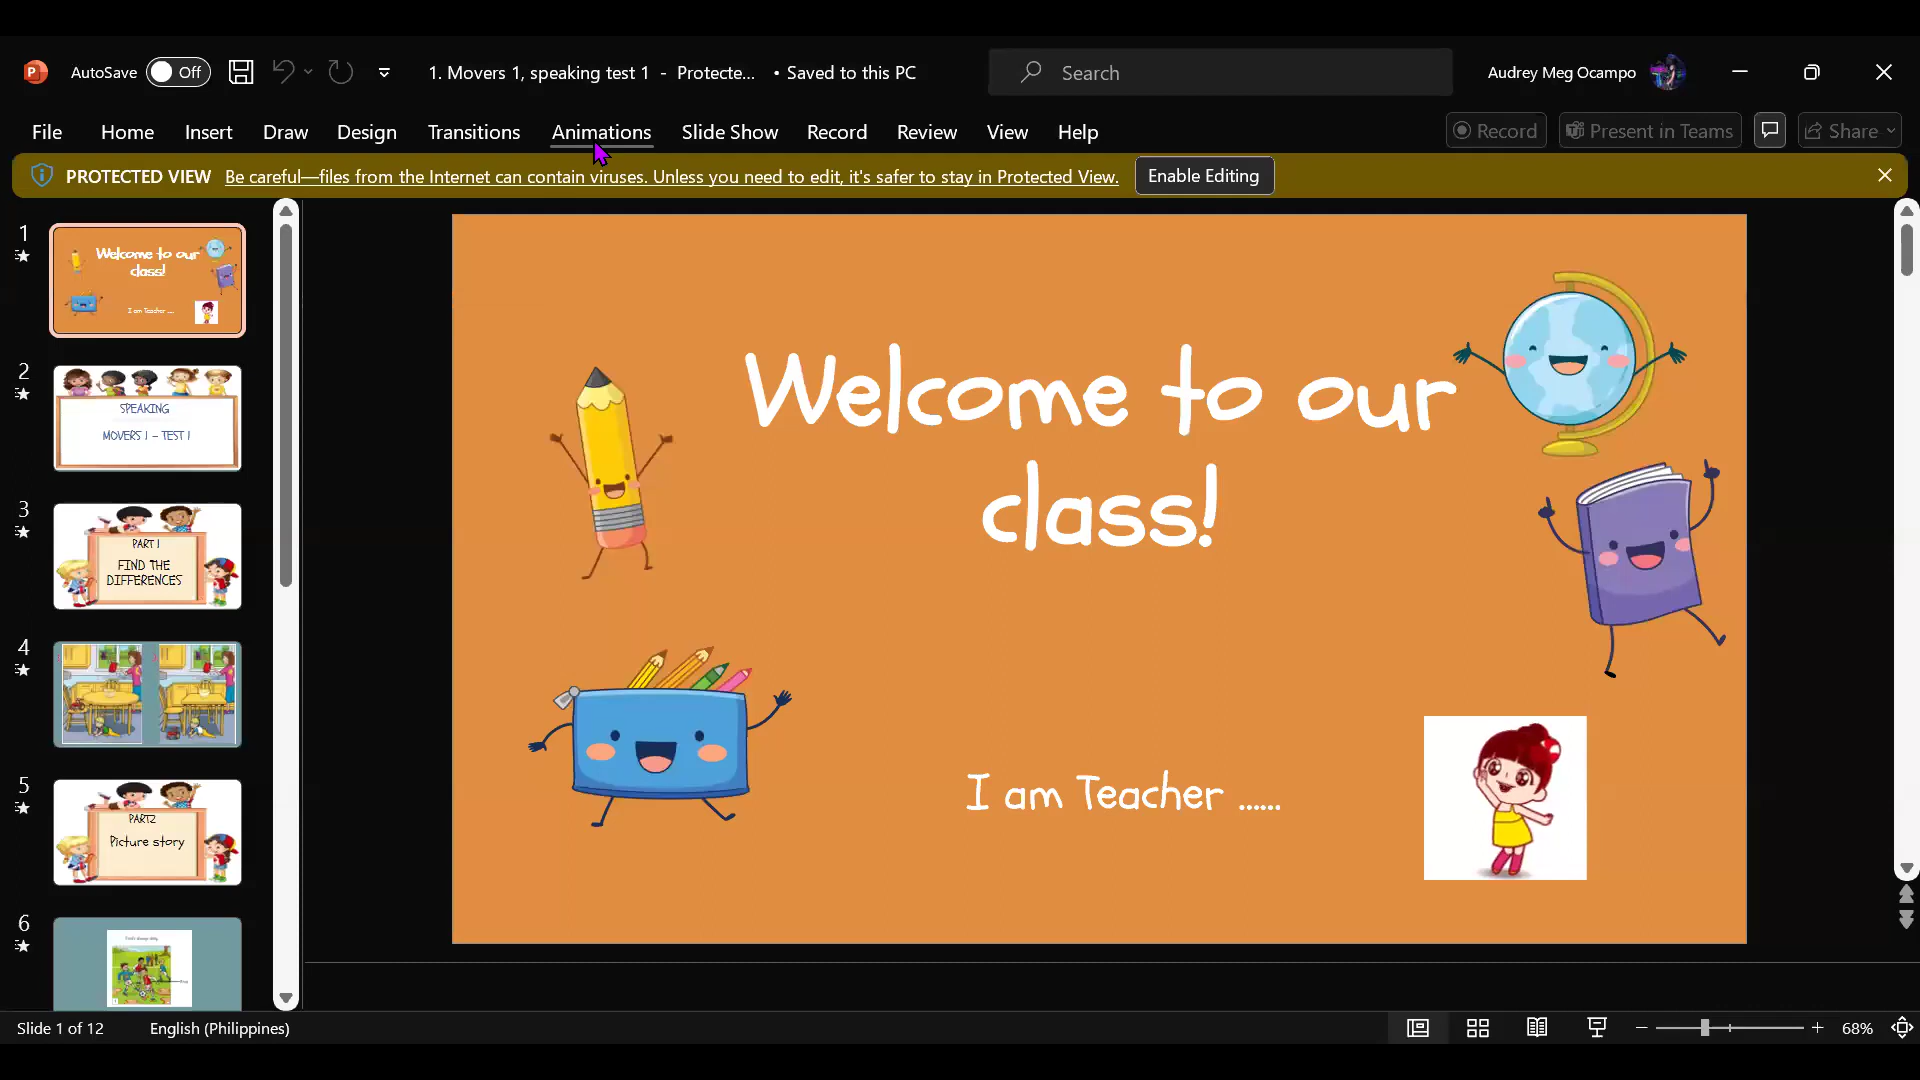 AutoSave Off
1. Movers 1, speaking test 1 - Protecte... • Saved to this PC
Search
Audrey Meg Ocampo
File Home Insert Draw Design Transitions Animations Slide Show Record Review View Help
Record Present in Teams Share
PROTECTED VIEW Be careful—files from the Internet can contain viruses. Unless you need to edit, it's safer to stay in Protected View. Enable Editing
1
Welcome to our
class!
I am Teacher ....
2
SPEAKING
MOVERS 1 - TEST 1
3
PART 1
FIND THE
DIFFERENCES
4
5
PART2
Picture story
6
Welcome to our
class!
I am Teacher ......
Slide 1 of 12 English (Philippines)
68%